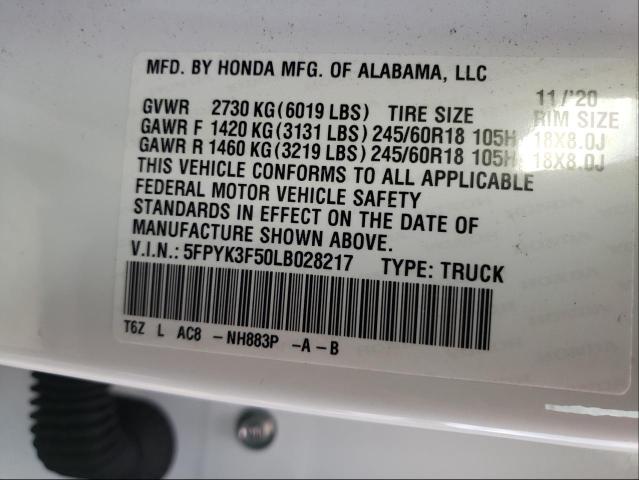 MFD. BY HONDA MFG. OF ALABAMA, LLC 11/'20
GVWR 2730 KG (6019 LBS) TIRE SIZE RIM SIZE
GAWR F 1420 KG (3131 LBS) 245/60R18 105H 18X8.0J
GAWR R 1460 KG (3219 LBS) 245/60R18 105H 18X8.0J
THIS VEHICLE CONFORMS TO ALL APPLICABLE
FEDERAL MOTOR VEHICLE SAFETY
STANDARDS IN EFFECT ON THE DATE OF
MANUFACTURE SHOWN ABOVE.
V.I.N.: 5FPYK3F50LB028217 TYPE: TRUCK
T6Z L AC8 - NH883P -A - B